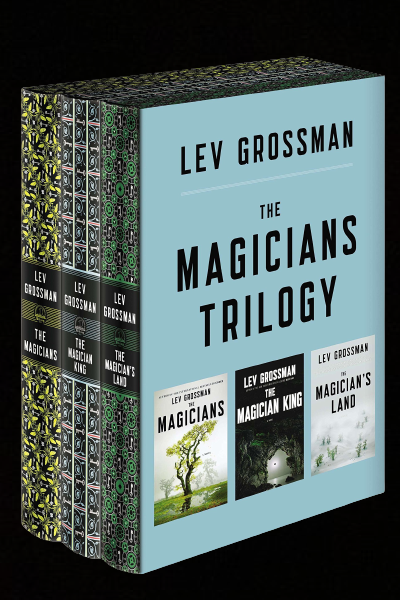 LEV GROSSMAN
THE
MAGICIANS
TRILOGY
LEV GROSSMAN
THE
MAGICIANS
LEV GROSSMAN
THE
MAGICIAN KING
LEV GROSSMAN
THE
MAGICIAN'S
LAND
LEV
GROSSMAN
THE
MAGICIANS
LEV
GROSSMAN
THE
MAGICIAN
KING
LEV
GROSSMAN
THE
MAGICIAN'S
LAND